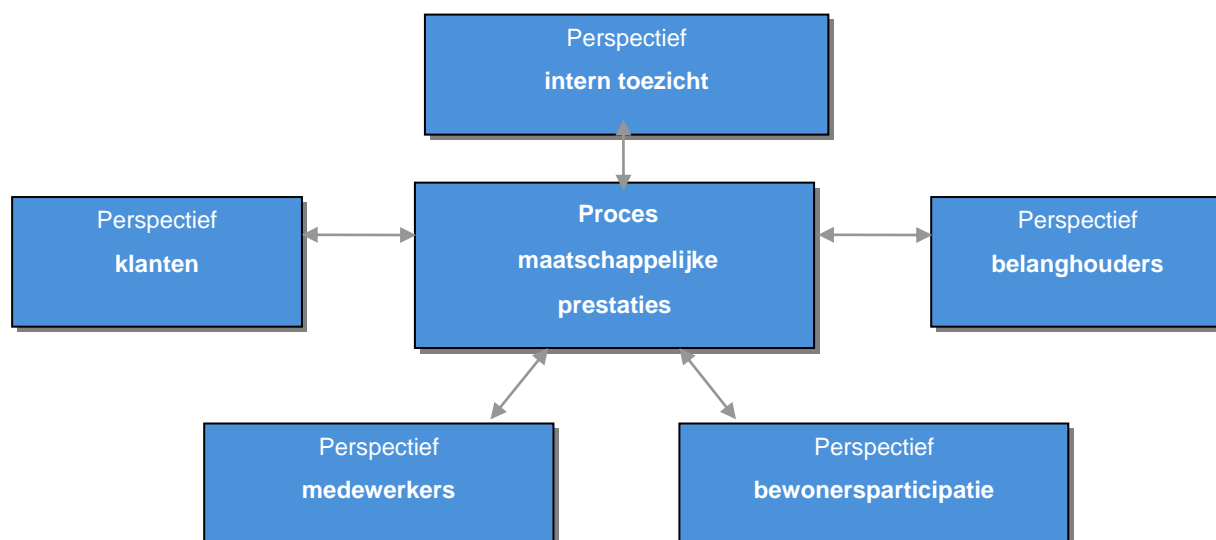 Perspectief
intern toezicht
Perspectief
klanten
Proces
maatschappelijke
prestaties
Perspectief
belanghouders
Perspectief
medewerkers
Perspectief
bewonersparticipatie